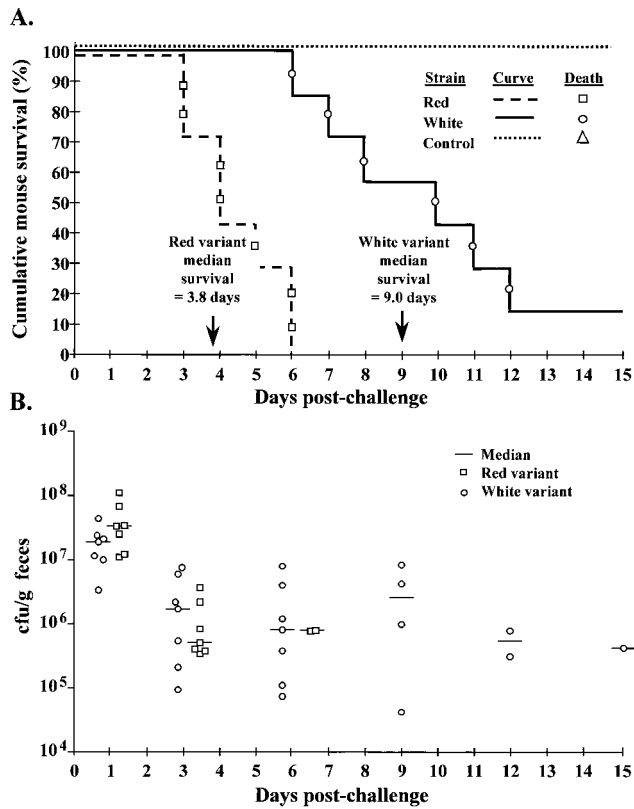 A.
Cumulative mouse survival (%)
100
90
80
70
60
50
40
30
20
10
0
Strain Curve Death
Red
White
Control
Red variant
median
survival
= 3.8 days
White variant
median
survival
= 9.0 days
0 1 2 3 4 5 6 7 8 9 10 11 12 13 14 15
Days post-challenge
B.
cfu/g feces
10^9
10^8
10^7
10^6
10^5
10^4
Median
Red variant
White variant
0 1 2 3 4 5 6 7 8 9 10 11 12 13 14 15
Days post-challenge